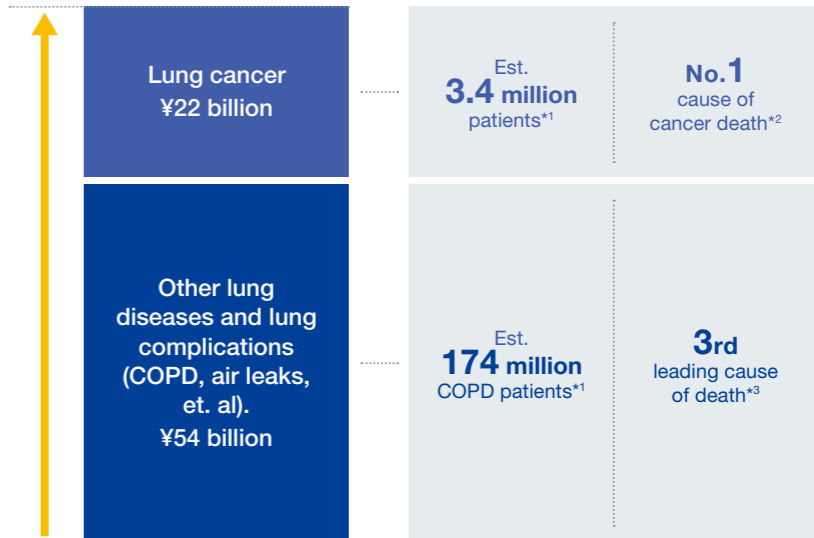 Lung cancer
¥22 billion
Est.
3.4 million
patients*1
No.1
cause of
cancer death*2
Other lung
diseases and lung
complications
(COPD, air leaks,
et. al).
¥54 billion
Est.
174 million
COPD patients*1
3rd
leading cause
of death*3